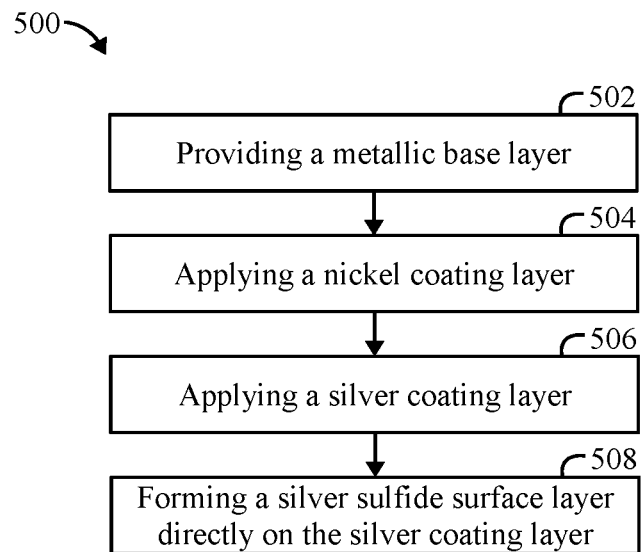 500
502
Providing a metallic base layer
504
Applying a nickel coating layer
506
Applying a silver coating layer
508
Forming a silver sulfide surface layer
directly on the silver coating layer